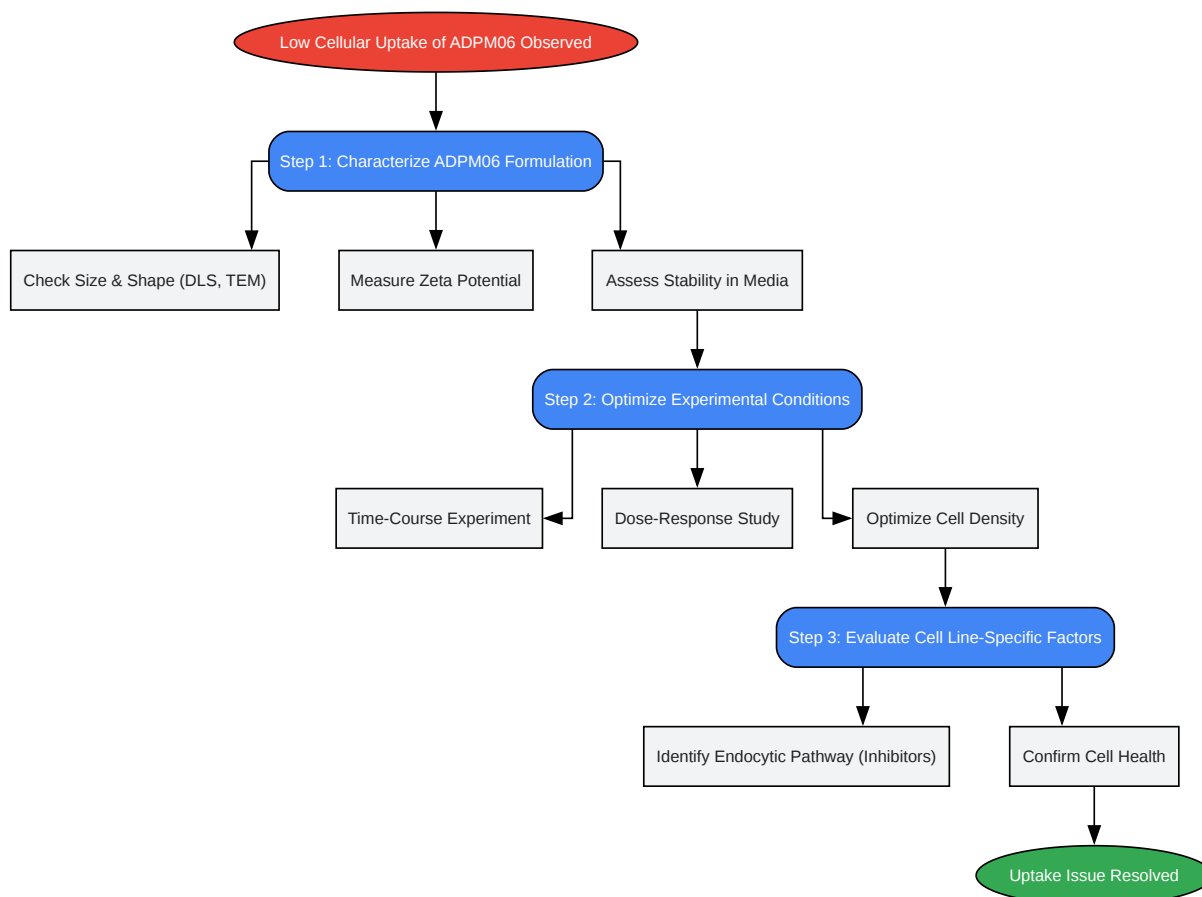 Low Cellular Uptake of ADPM06 Observed
Step 1: Characterize ADPM06 Formulation
Check Size & Shape (DLS, TEM)
Measure Zeta Potential
Assess Stability in Media
Step 2: Optimize Experimental Conditions
Time-Course Experiment
Dose-Response Study
Optimize Cell Density
Step 3: Evaluate Cell Line-Specific Factors
Identify Endocytic Pathway (Inhibitors)
Confirm Cell Health
Uptake Issue Resolved